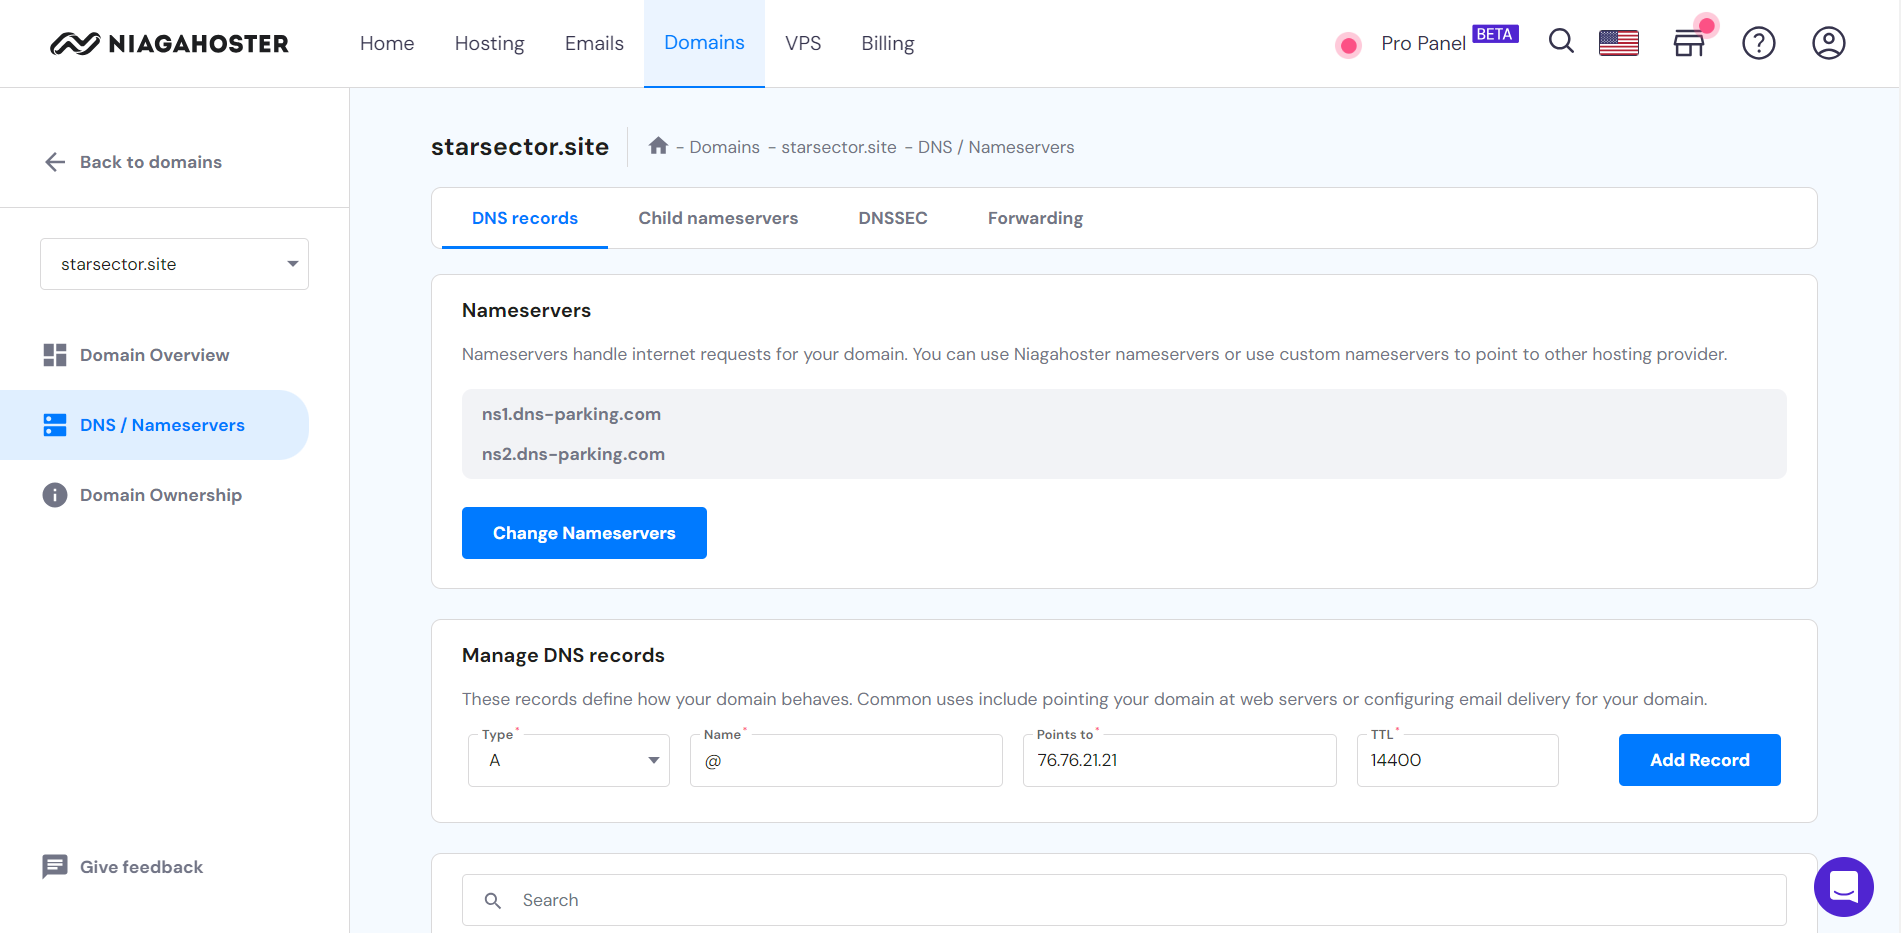 NIAGAHOSTER Home Hosting Emails Domains VPS Billing Pro Panel BETA
Back to domains
starsector.site - Domains - starsector.site - DNS / Nameservers
DNS records Child nameservers DNSSEC Forwarding
starsector.site
Nameservers
Nameservers handle internet requests for your domain. You can use Niagahoster nameservers or use custom nameservers to point to other hosting provider.
Domain Overview
DNS / Nameservers
Domain Ownership
ns1.dns-parking.com
ns2.dns-parking.com
Change Nameservers
Manage DNS records
These records define how your domain behaves. Common uses include pointing your domain at web servers or configuring email delivery for your domain.
Type* Name* Points to* TTL*
A @ 76.76.21.21 14400 Add Record
Give feedback
Search